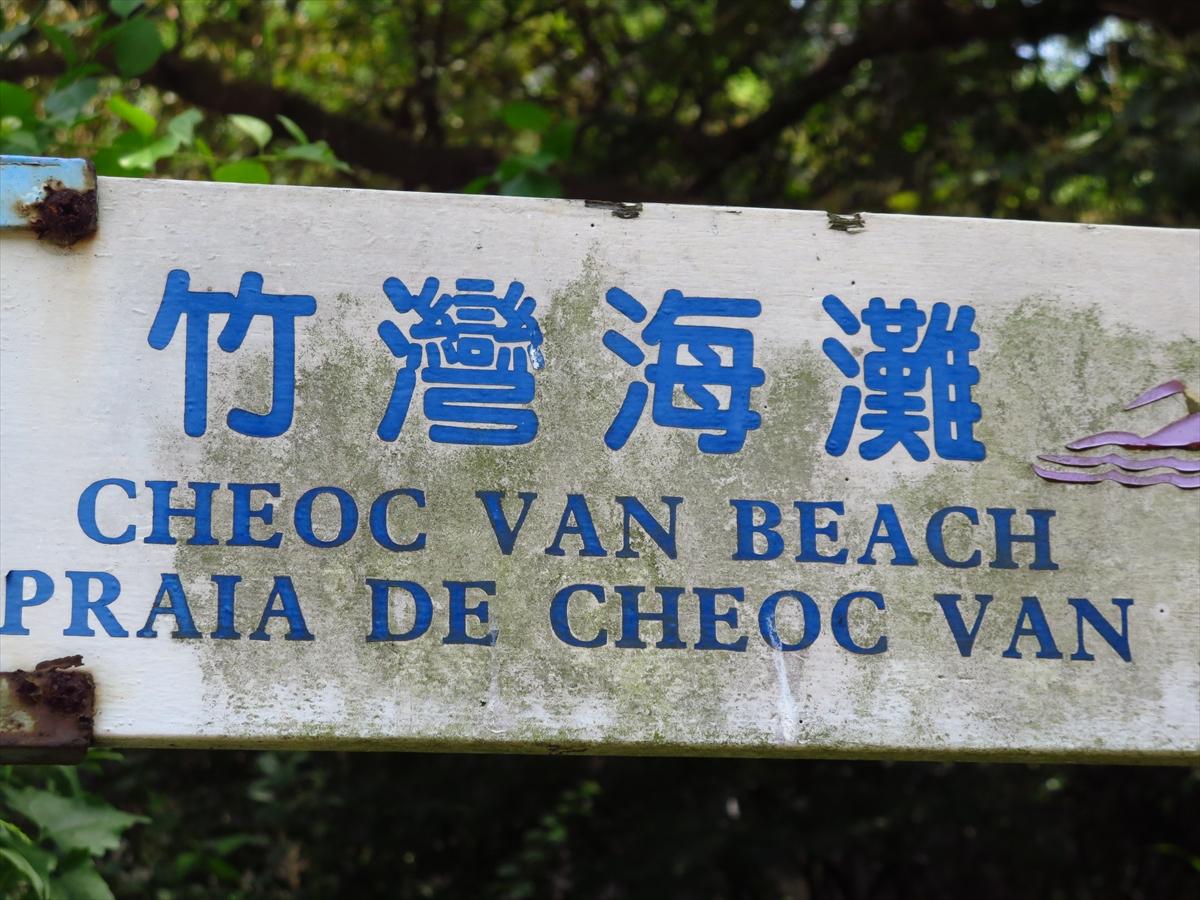 竹灣海灘
CHEOC VAN BEACH
PRAIA DE CHEOC VAN